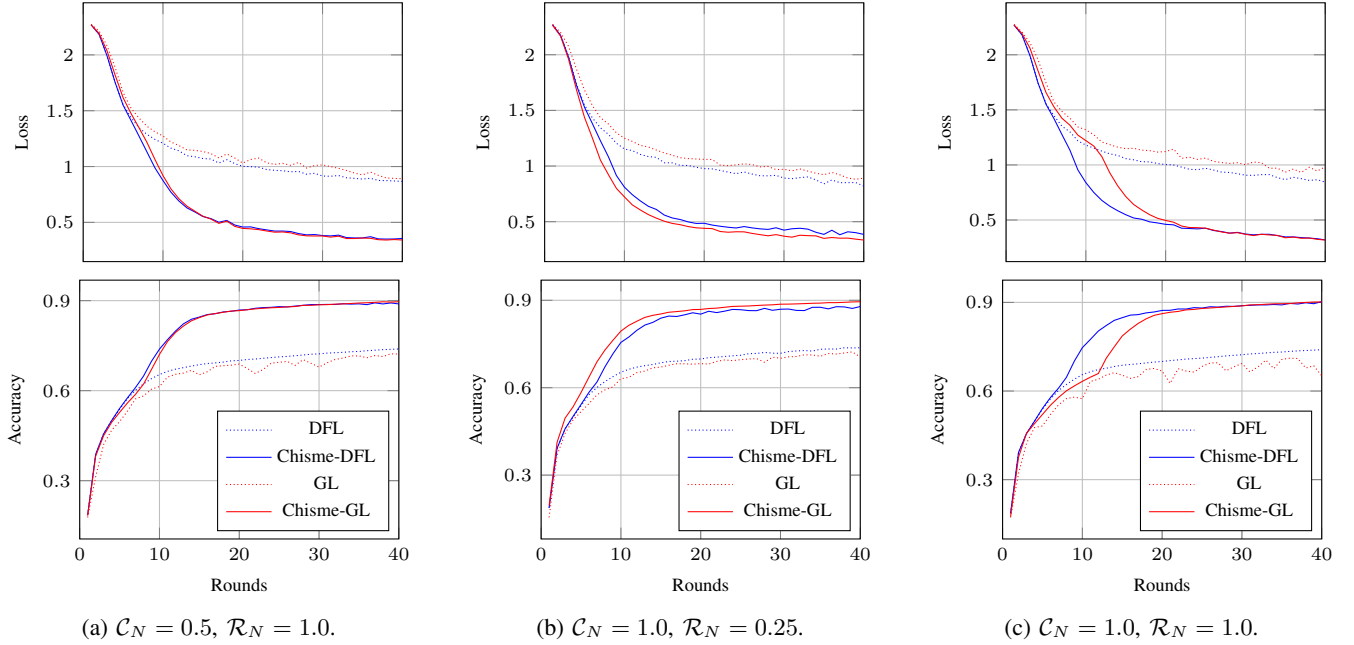 2
1.5
1
0.5
Loss
0.9
0.6
0.3
Accuracy
DFL
Chisme-DFL
GL
Chisme-GL
0 10 20 30 40
Rounds
(a) 𝒞_N = 0.5, ℛ_N = 1.0.
2
1.5
1
0.5
Loss
0.9
0.6
0.3
Accuracy
DFL
Chisme-DFL
GL
Chisme-GL
0 10 20 30 40
Rounds
(b) 𝒞_N = 1.0, ℛ_N = 0.25.
2
1.5
1
0.5
Loss
0.9
0.6
0.3
Accuracy
DFL
Chisme-DFL
GL
Chisme-GL
0 10 20 30 40
Rounds
(c) 𝒞_N = 1.0, ℛ_N = 1.0.